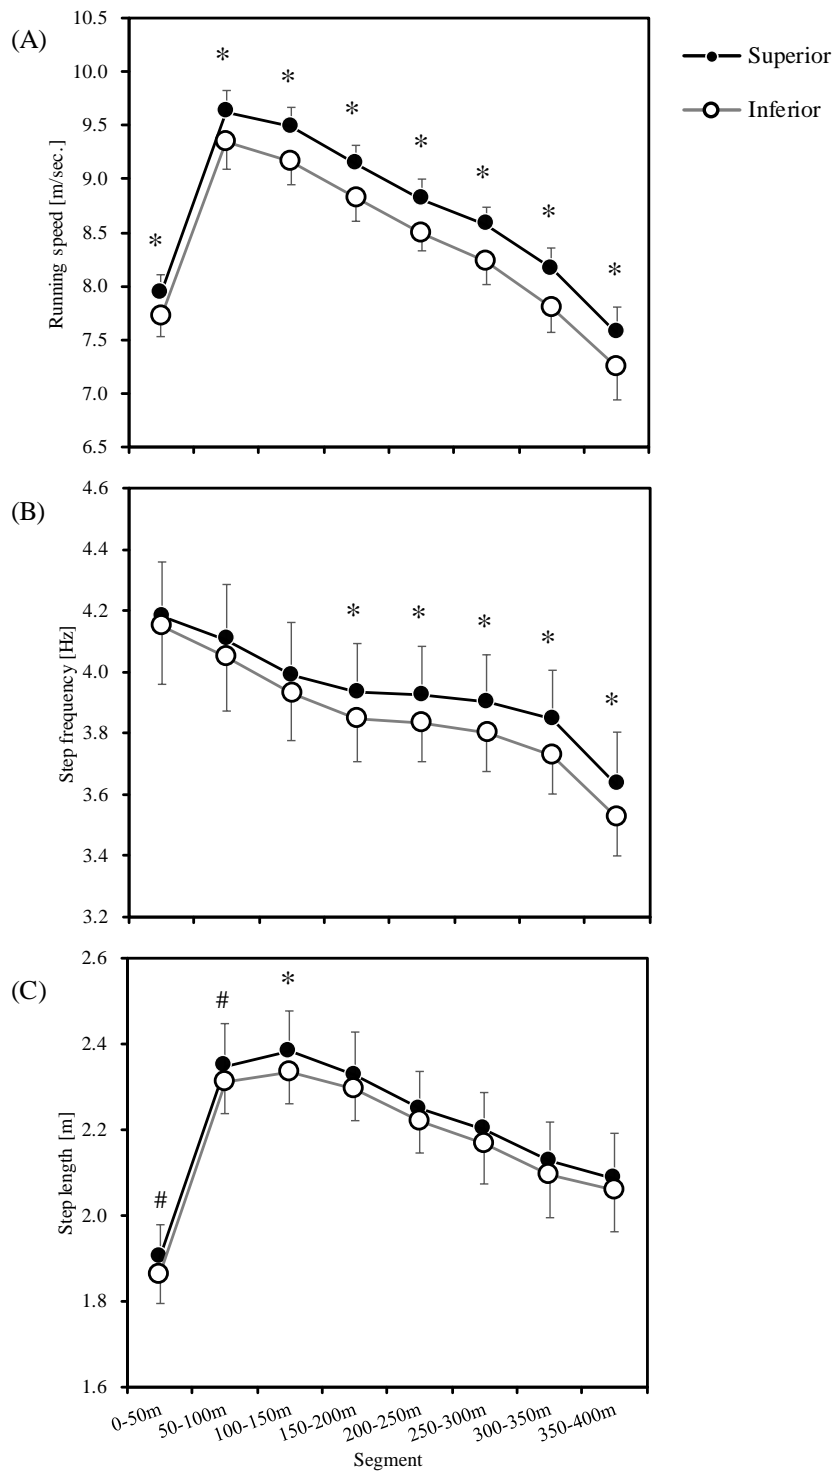 (A)
Running speed [m/sec.]
10.5
10.0
9.5
9.0
8.5
8.0
7.5
7.0
6.5
* * * * * * * *
Superior
Inferior
(B)
Step frequency [Hz]
4.6
4.4
4.2
4.0
3.8
3.6
3.4
3.2
* * * * *
(C)
Step length [m]
2.6
2.4
2.2
2.0
1.8
1.6
# # *
0-50m 50-100m 100-150m 150-200m 200-250m 250-300m 300-350m 350-400m
Segment